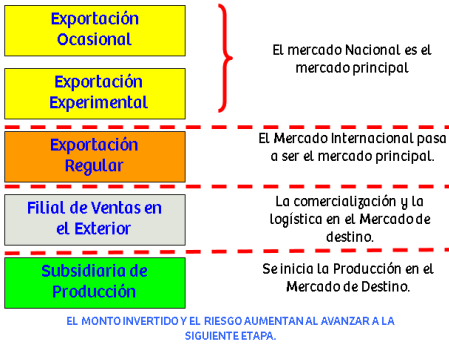 Exportación
Ocasional
El mercado Nacional es el
mercado principal
Exportación
Experimental
Exportación
Regular
El Mercado Internacional pasa
a ser el mercado principal.
Filial de Ventas en
el Exterior
La comercialización y la
logística en el Mercado de
destino.
Subsidiaria de
Producción
Se inicia la Producción en el
Mercado de Destino.
EL MONTO INVERTIDO Y EL RIESGO AUMENTAN AL AVANZAR A LA
SIGUIENTE ETAPA.